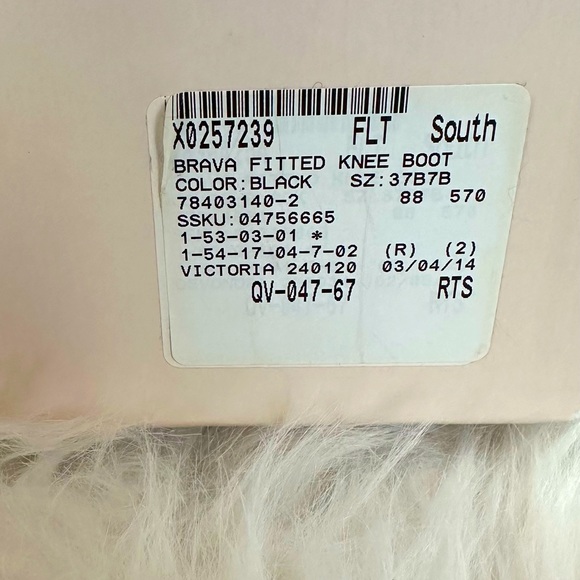 X0257239 FLT South
BRAVA FITTED KNEE BOOT
COLOR:BLACK SZ:37B7B
78403140-2 88 570
SSKU:04756665
1-53-03-01 *
1-54-17-04-7-02 (R) (2)
VICTORIA 240120 03/04/14
QV-047-67 RTS